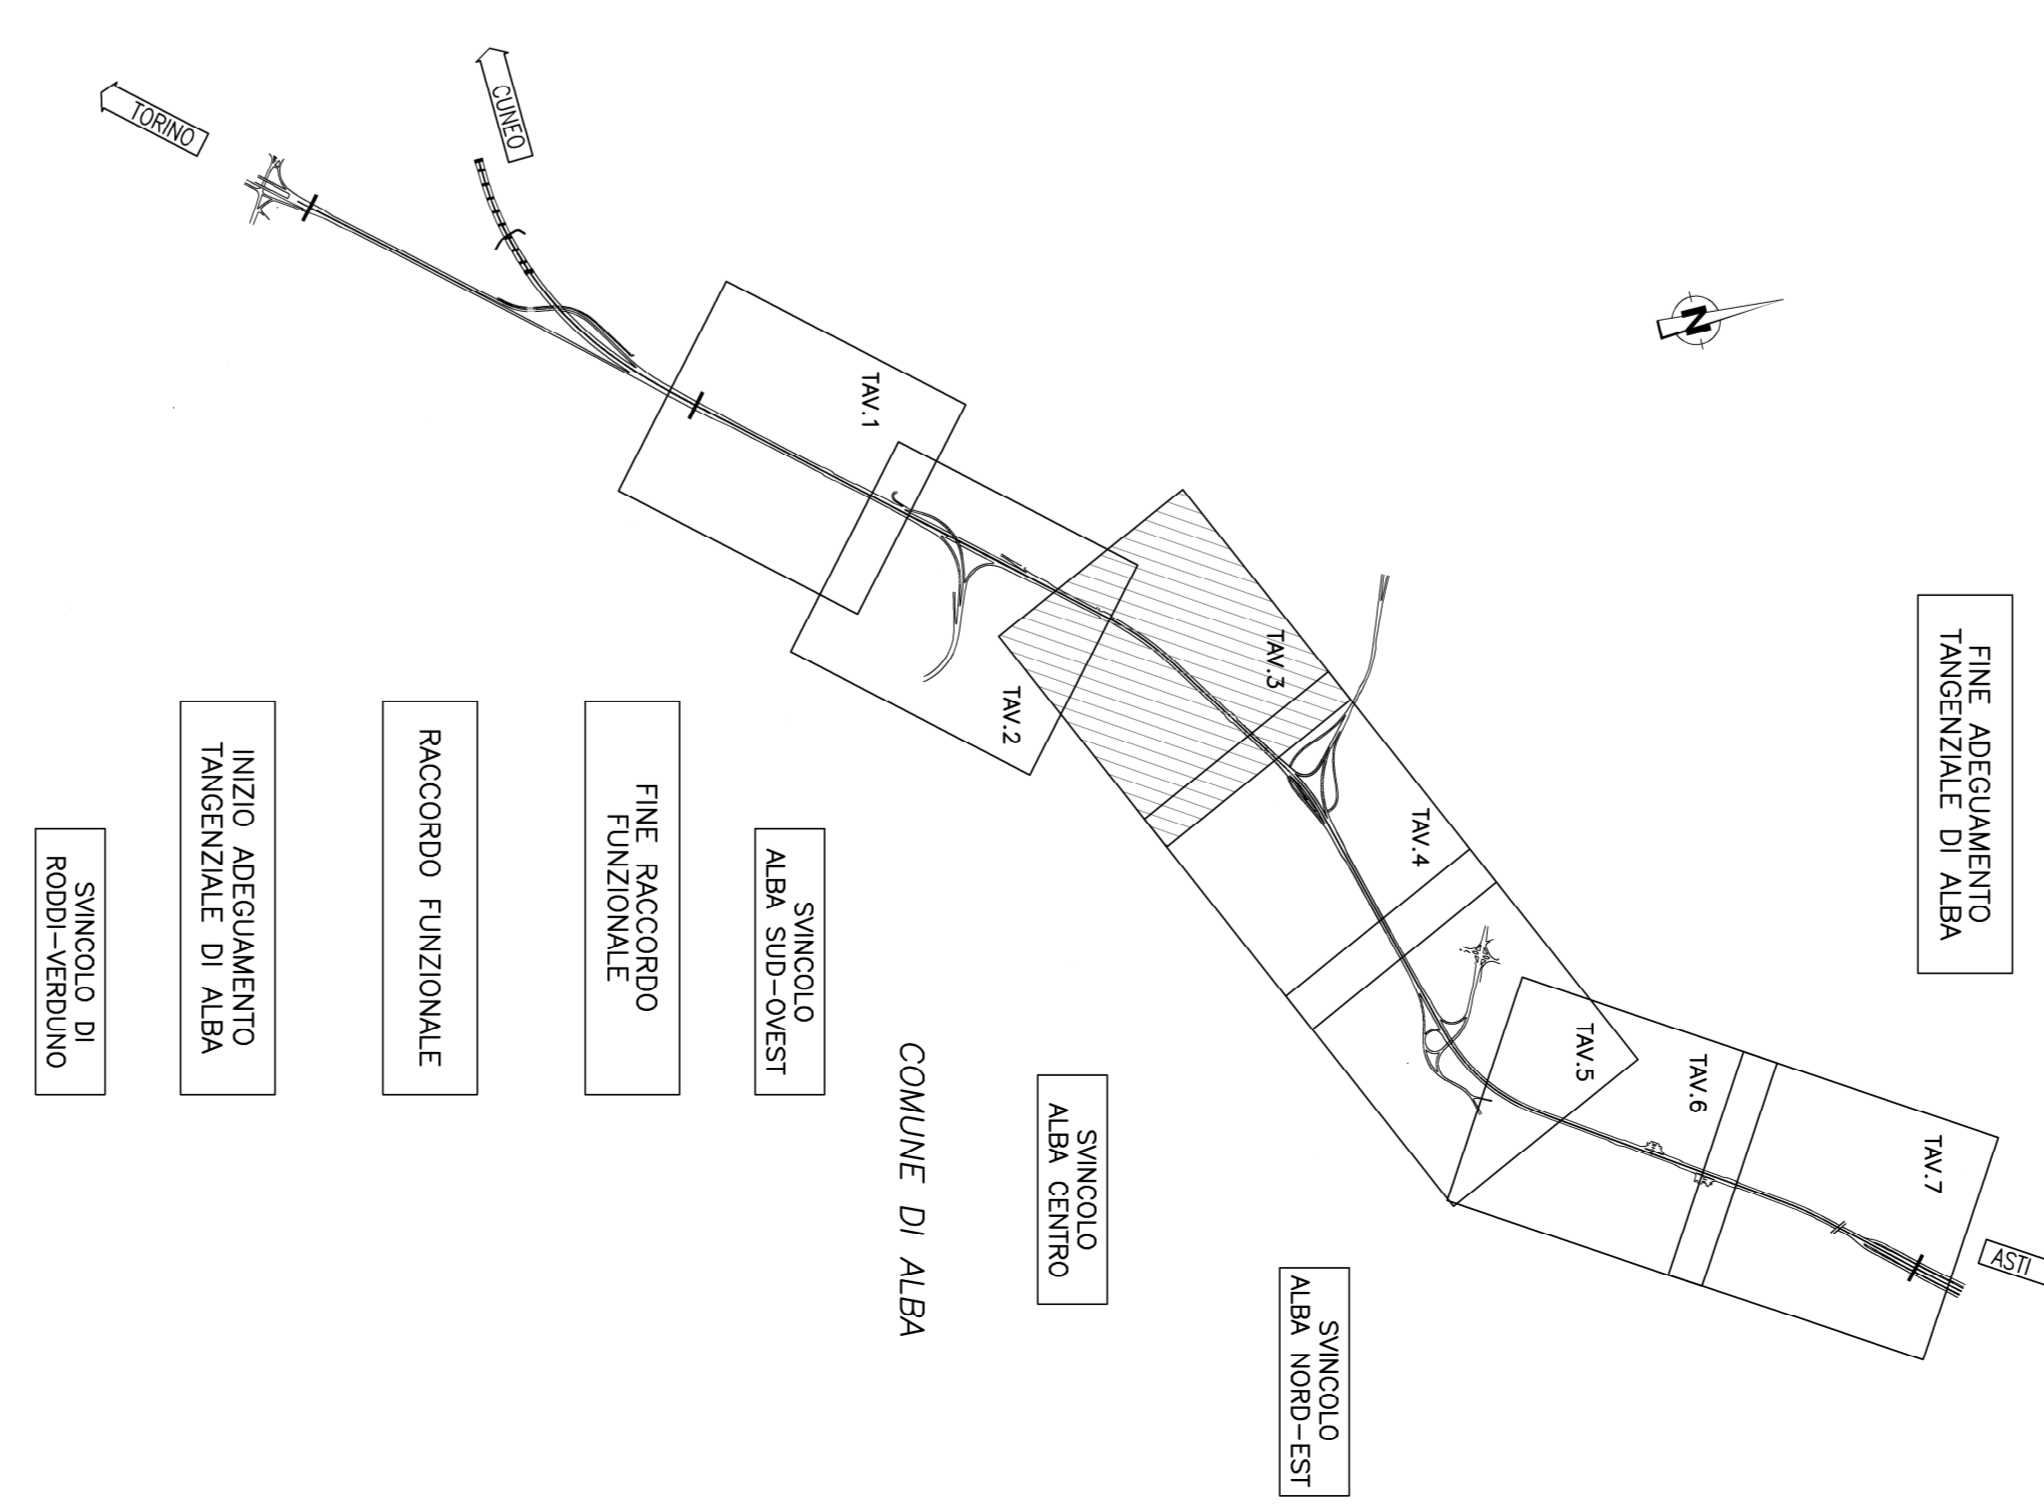 TORINO
CUNEO
N
TAV.1
TAV.2
TAV.3
TAV.4
TAV.5
TAV.6
TAV.7
ASTI
FINE ADEGUAMENTO
TANGENZIALE DI ALBA
SVINCOLO DI
RODDI-VERDUNO
INIZIO ADEGUAMENTO
TANGENZIALE DI ALBA
RACCORDO FUNZIONALE
FINE RACCORDO
FUNZIONALE
SVINCOLO
ALBA SUD-OVEST
COMUNE DI ALBA
SVINCOLO
ALBA CENTRO
SVINCOLO
ALBA NORD-EST